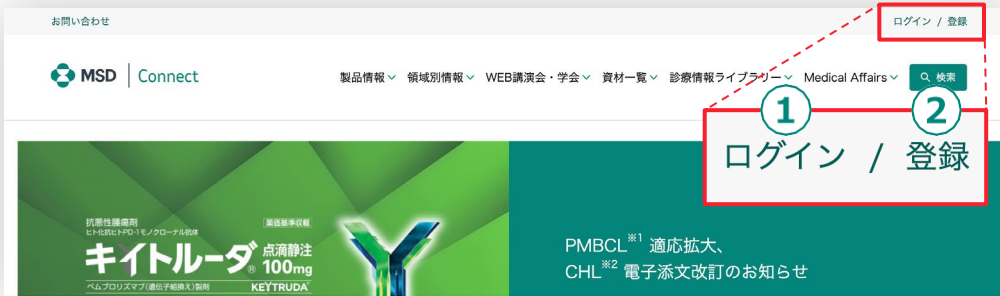 お問い合わせ
ログイン / 登録
MSD Connect
製品情報 領域別情報 WEB講演会・学会 資材一覧 診療情報ライブラリー Medical Affairs 検索
① ②
ログイン / 登録
抗悪性腫瘍剤
ヒト化抗ヒトPD-1モノクローナル抗体
薬価基準収載
キイトルーダ® 点滴静注 100mg
ペムブロリズマブ(遺伝子組換え)製剤 KEYTRUDA®
PMBCL※1 適応拡大、
CHL※2 電子添文改訂のお知らせ